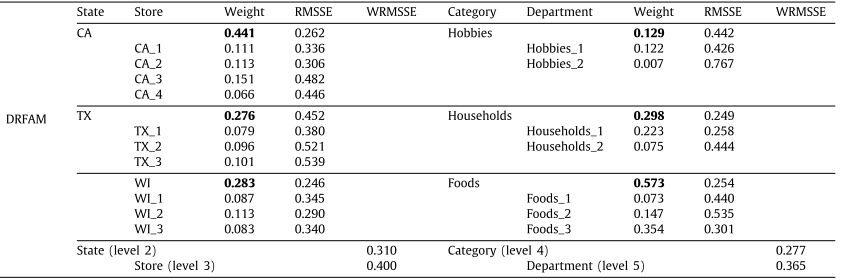 State Store Weight RMSSE WRMSSE Category Department Weight RMSSE WRMSSE
CA 0.441 0.262 Hobbies 0.129 0.442
CA_1 0.111 0.336 Hobbies_1 0.122 0.426
CA_2 0.113 0.306 Hobbies_2 0.007 0.767
CA_3 0.151 0.482
CA_4 0.066 0.446
DRFAM
TX 0.276 0.452 Households 0.298 0.249
TX_1 0.079 0.380 Households_1 0.223 0.258
TX_2 0.096 0.521 Households_2 0.075 0.444
TX_3 0.101 0.539
WI 0.283 0.246 Foods 0.573 0.254
WI_1 0.087 0.345 Foods_1 0.073 0.440
WI_2 0.113 0.290 Foods_2 0.147 0.535
WI_3 0.083 0.340 Foods_3 0.354 0.301
State (level 2) 0.310 Category (level 4) 0.277
Store (level 3) 0.400 Department (level 5) 0.365